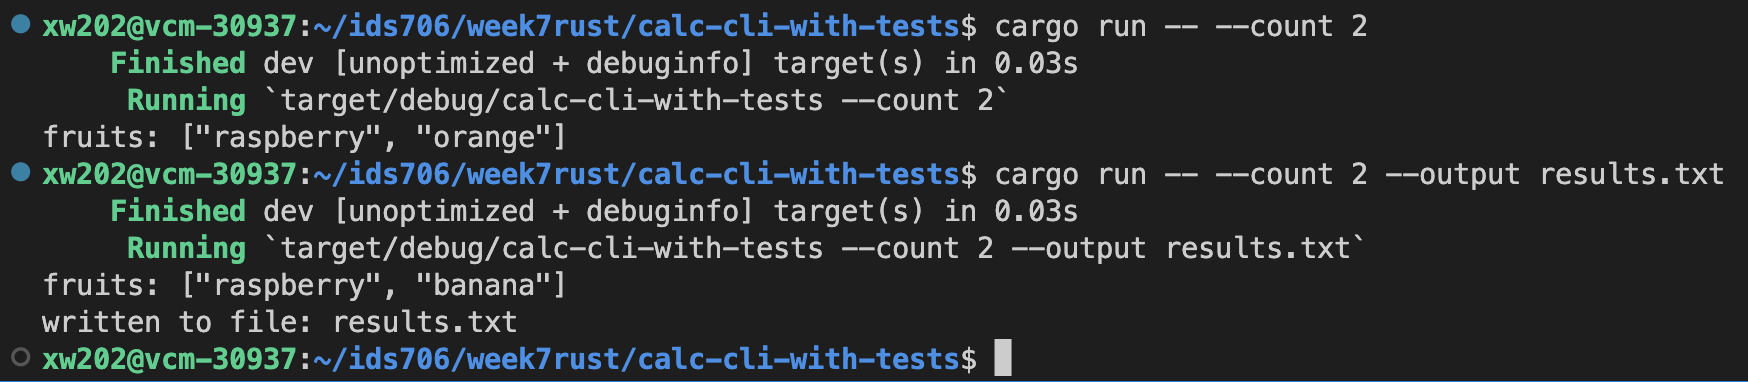 xw202@vcm-30937:~/ids706/week7rust/calc-cli-with-tests$ cargo run -- --count 2
    Finished dev [unoptimized + debuginfo] target(s) in 0.03s
     Running `target/debug/calc-cli-with-tests --count 2`
fruits: ["raspberry", "orange"]
xw202@vcm-30937:~/ids706/week7rust/calc-cli-with-tests$ cargo run -- --count 2 --output results.txt
    Finished dev [unoptimized + debuginfo] target(s) in 0.03s
     Running `target/debug/calc-cli-with-tests --count 2 --output results.txt`
fruits: ["raspberry", "banana"]
written to file: results.txt
xw202@vcm-30937:~/ids706/week7rust/calc-cli-with-tests$